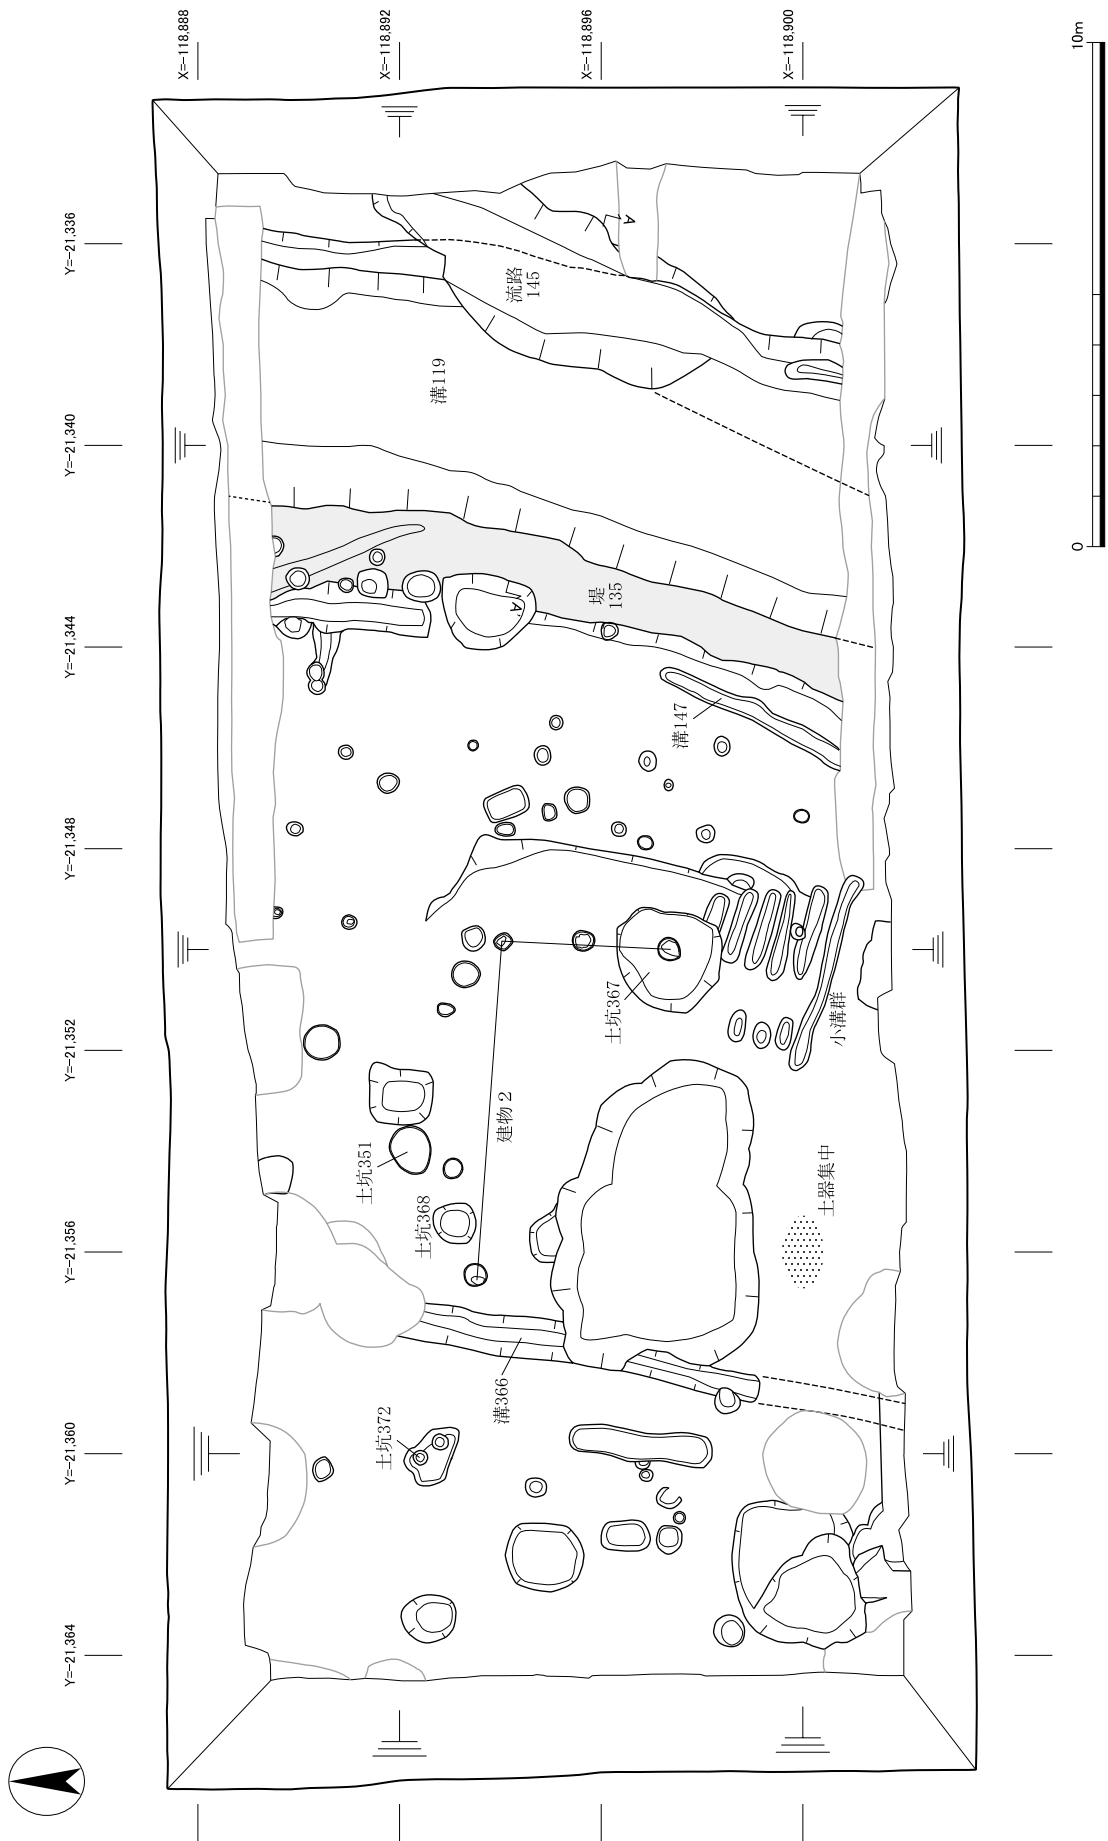 X=-118,888
X=-118,892
X=-118,896
X=-118,900
10m
0
Y=-21,336
Y=-21,340
Y=-21,344
Y=-21,348
Y=-21,352
Y=-21,356
Y=-21,360
Y=-21,364
A
流路
145
溝119
堤
135
A
溝147
土坑367
小溝群
建物2
土坑351
土坑368
土器集中
溝366
土坑372